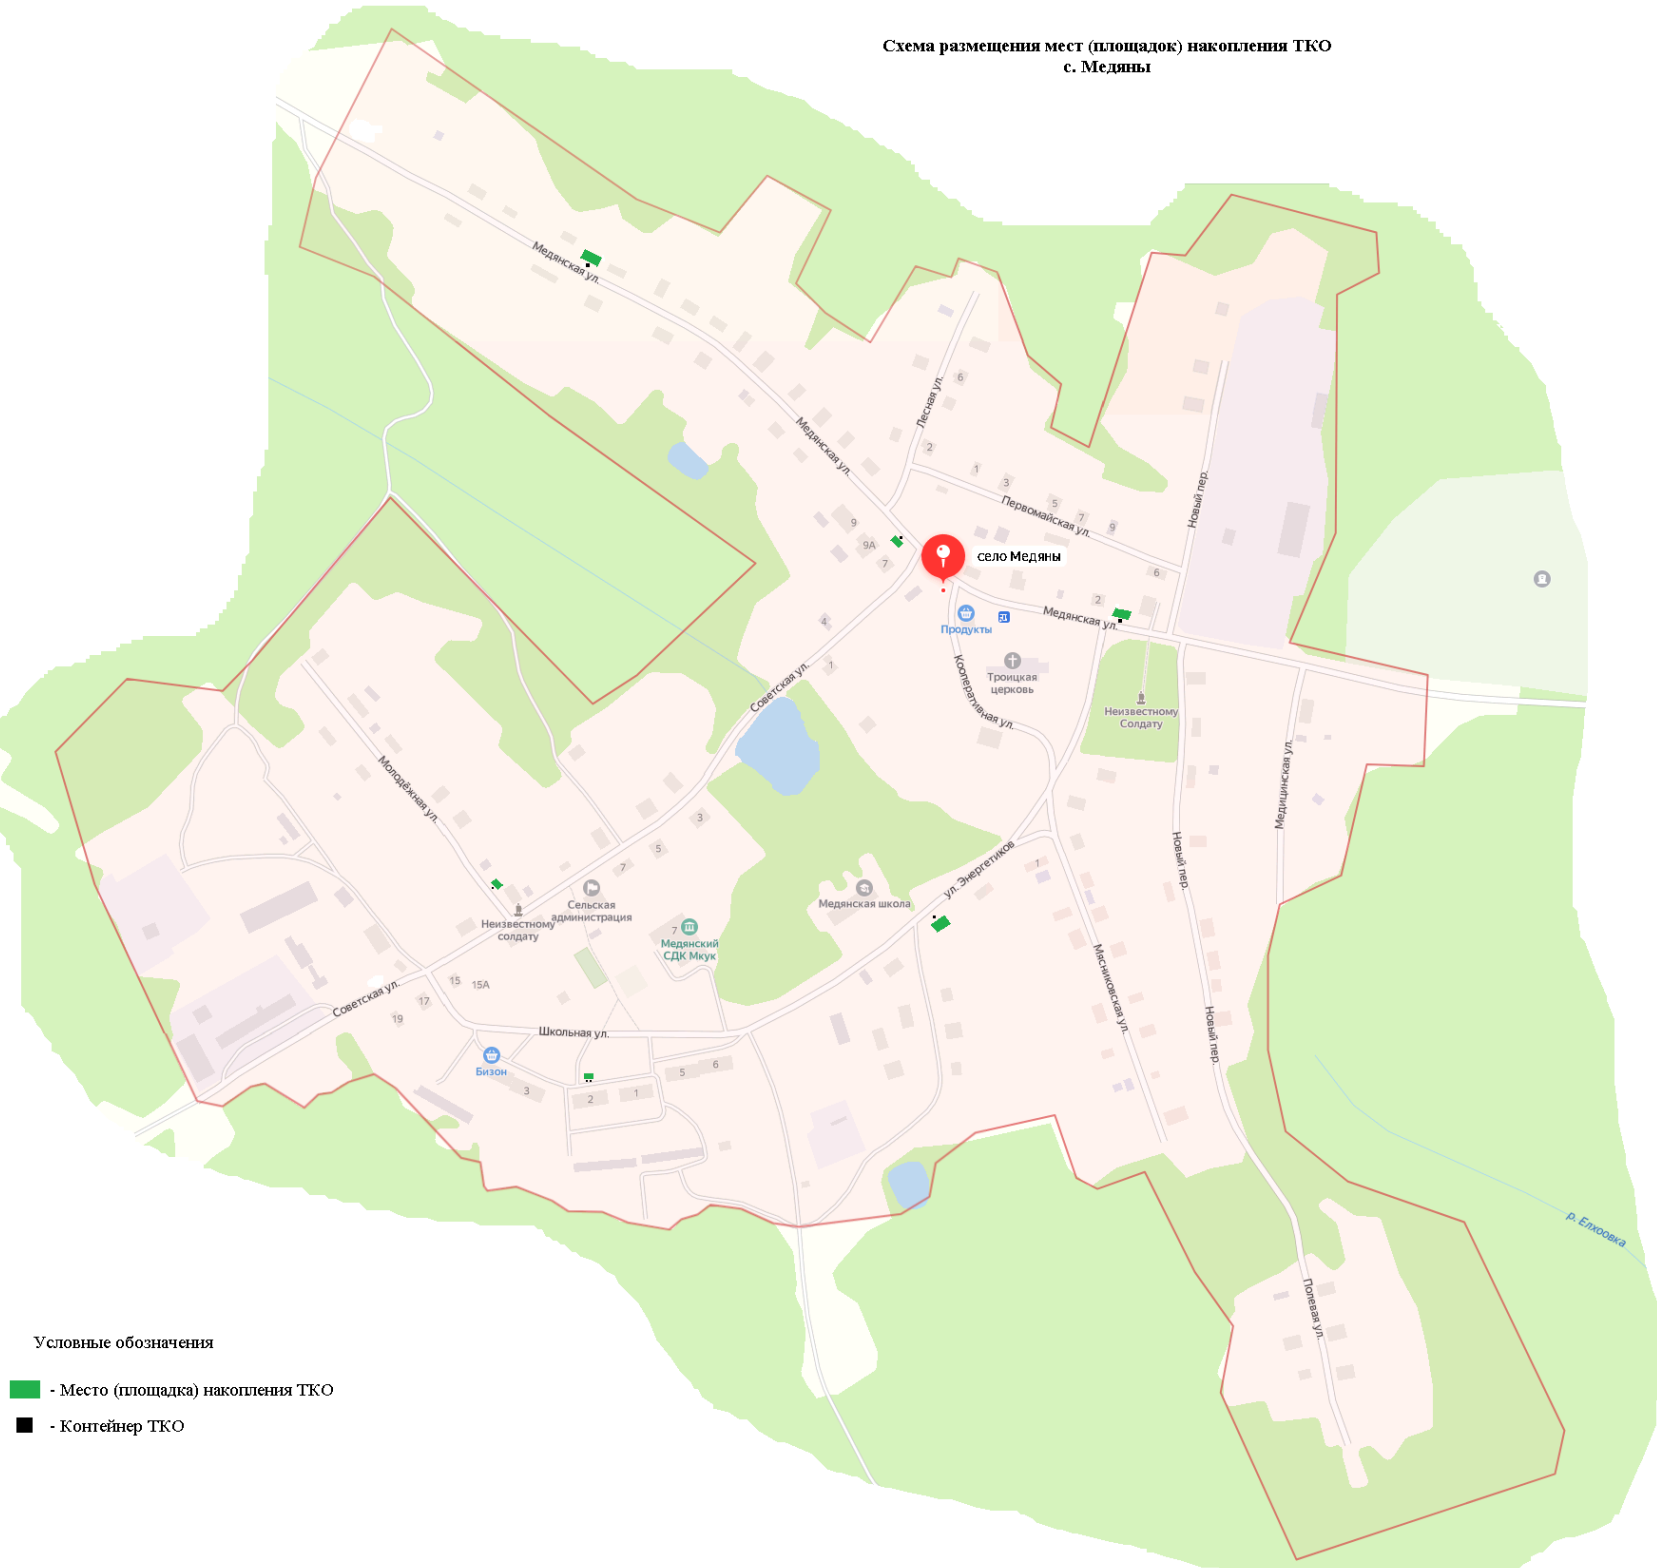 Схема размещения мест (площадок) накопления ТКО
с. Медяны
Медянская ул.
Лесная ул.
6
2
Медянская ул.
1
3
5
7
9
Первомайская ул.
Новый пер.
9
9А
7
село Медяны
6
2
Медянская ул.
Продукты
4
1
Советская ул.
Кооперативная ул.
Троицкая
церковь
Неизвестному
Солдату
Медицинская ул.
Молодёжная ул.
3
5
7
Новый пер.
ул. Энергетиков
1
Медянская школа
Сельская
администрация
Неизвестному
солдату
7
Медянский
СДК Мкук
Мясниковская ул.
15
15А
17
19
Советская ул.
Школьная ул.
Новый пер.
Бизон
3
2
1
5
6
р. Елхоовка
Полевая ул.
Условные обозначения
- Место (площадка) накопления ТКО
- Контейнер ТКО